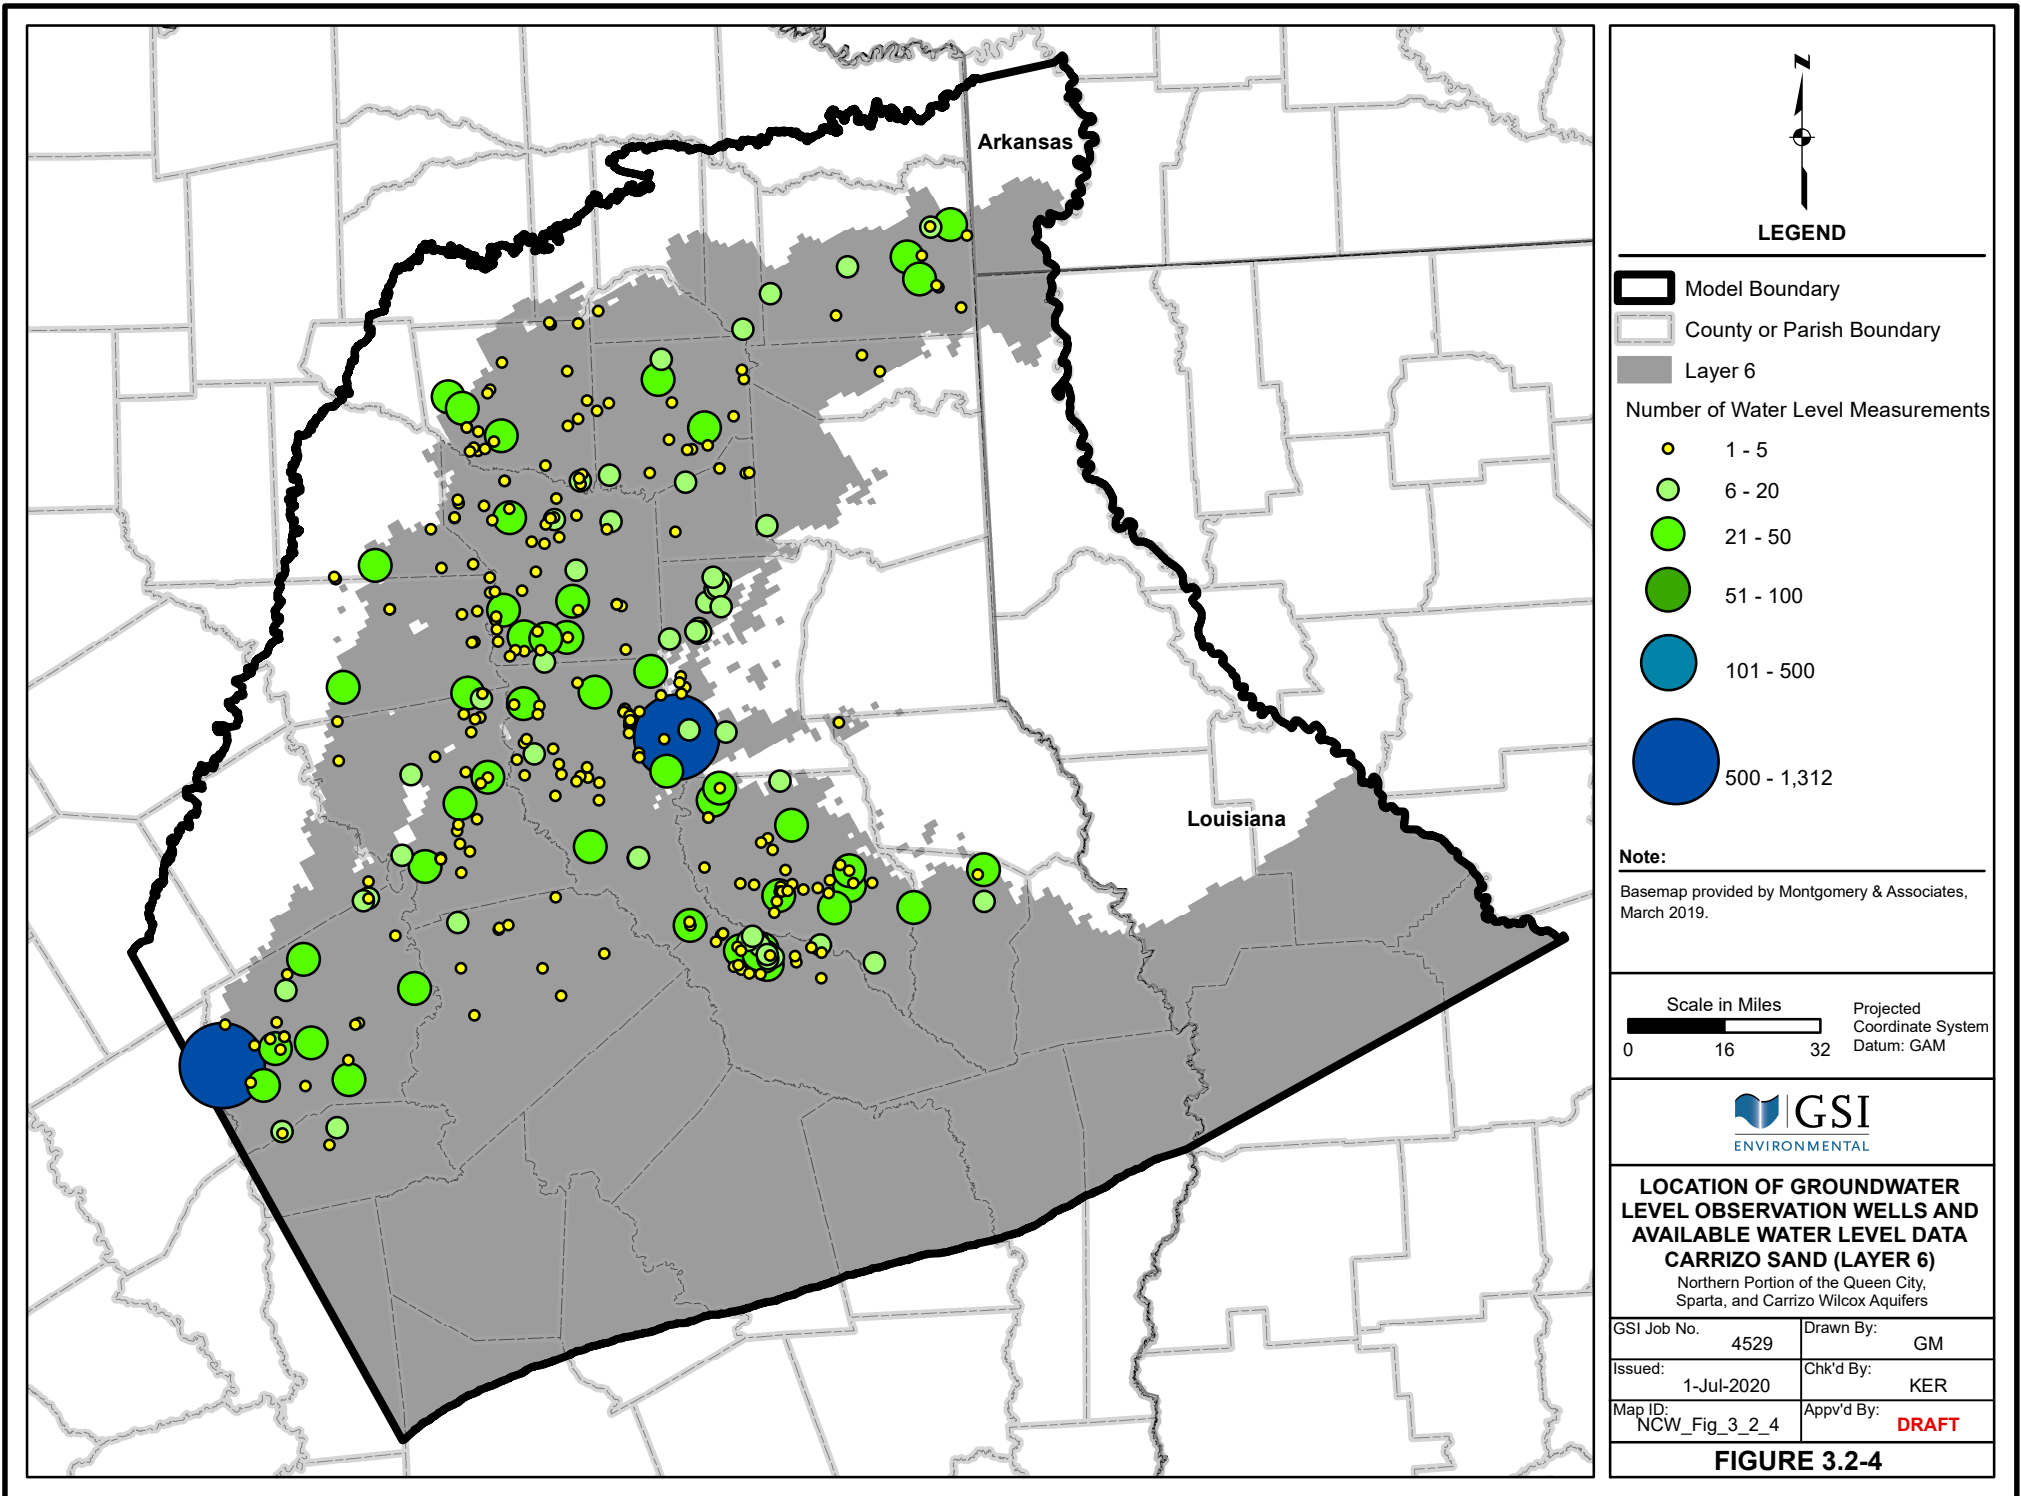 Arkansas
Louisiana
N
LEGEND
Model Boundary
County or Parish Boundary
Layer 6
Number of Water Level Measurements
1 - 5
6 - 20
21 - 50
51 - 100
101 - 500
500 - 1,312
Note:
Basemap provided by Montgomery & Associates,
March 2019.
Scale in Miles
0 16 32
Projected
Coordinate System
Datum: GAM
GSI
ENVIRONMENTAL
LOCATION OF GROUNDWATER
LEVEL OBSERVATION WELLS AND
AVAILABLE WATER LEVEL DATA
CARRIZO SAND (LAYER 6)
Northern Portion of the Queen City,
Sparta, and Carrizo Wilcox Aquifers
GSI Job No. 4529 Drawn By: GM
Issued: 1-Jul-2020 Chk'd By: KER
Map ID: NCW_Fig_3_2_4 Appv'd By: DRAFT
FIGURE 3.2-4